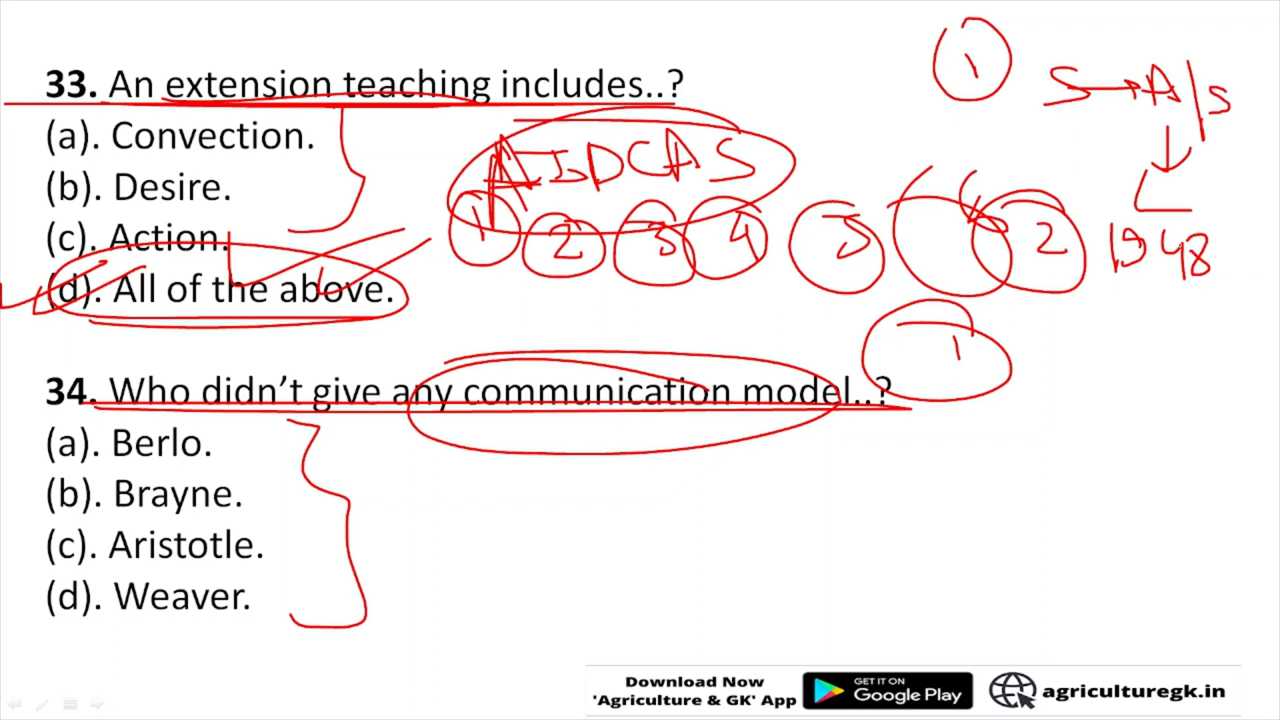 33. An extension teaching includes..?
(a). Convection.
(b). Desire.
(c). Action.
(d). All of the above.
AIDCAS
1 2 3 4 5 6 2
1
S→A/S
↓
1948
1
34. Who didn’t give any communication model..?
(a). Berlo.
(b). Brayne.
(c). Aristotle.
(d). Weaver.
Download Now
'Agriculture & GK' App
GET IT ON
Google Play
agriculturegk.in